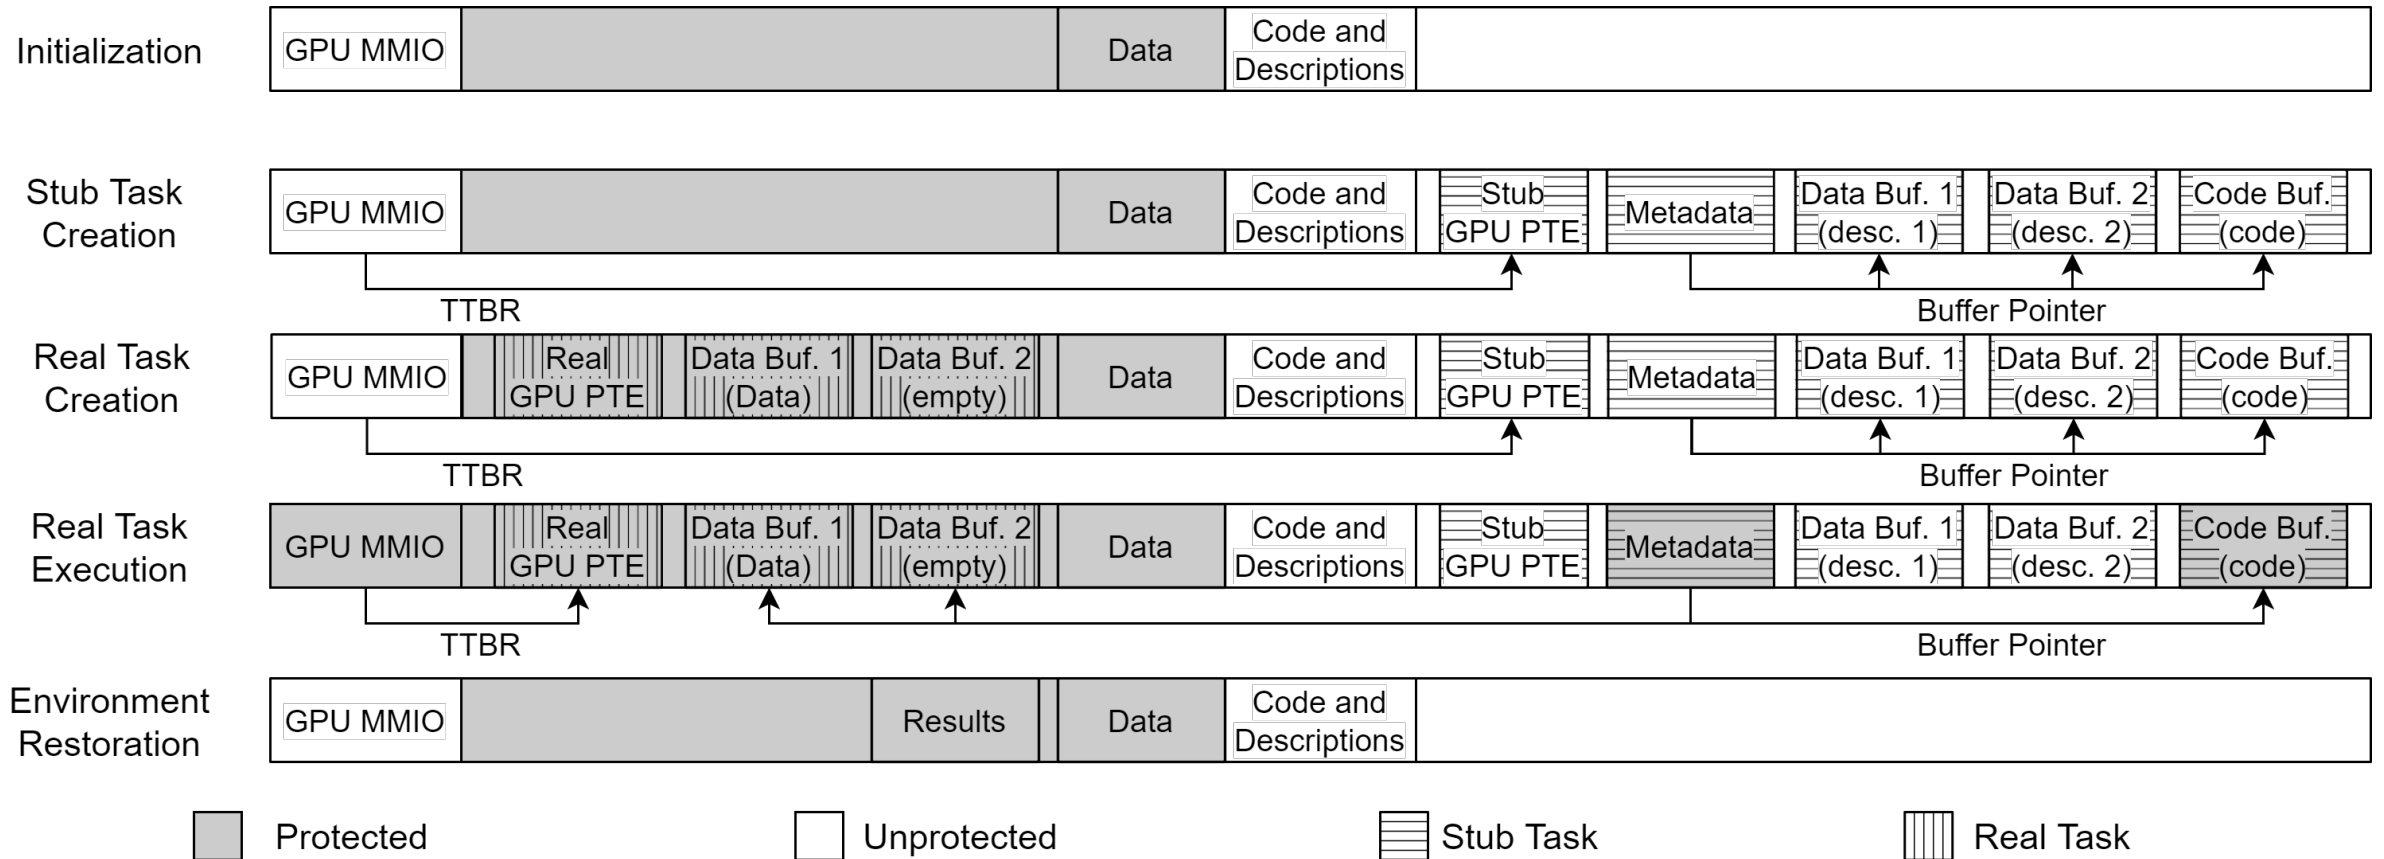 Initialization
GPU MMIO
Data
Code and
Descriptions
Stub Task
Creation
GPU MMIO
Data
Code and
Descriptions
Stub
GPU PTE
Metadata
Data Buf. 1
(desc. 1)
Data Buf. 2
(desc. 2)
Code Buf.
(code)
TTBR
Buffer Pointer
Real Task
Creation
GPU MMIO
Real
GPU PTE
Data Buf. 1
(Data)
Data Buf. 2
(empty)
Data
Code and
Descriptions
Stub
GPU PTE
Metadata
Data Buf. 1
(desc. 1)
Data Buf. 2
(desc. 2)
Code Buf.
(code)
TTBR
Buffer Pointer
Real Task
Execution
GPU MMIO
Real
GPU PTE
Data Buf. 1
(Data)
Data Buf. 2
(empty)
Data
Code and
Descriptions
Stub
GPU PTE
Metadata
Data Buf. 1
(desc. 1)
Data Buf. 2
(desc. 2)
Code Buf.
(code)
TTBR
Buffer Pointer
Environment
Restoration
GPU MMIO
Results
Data
Code and
Descriptions
Protected
Unprotected
Stub Task
Real Task